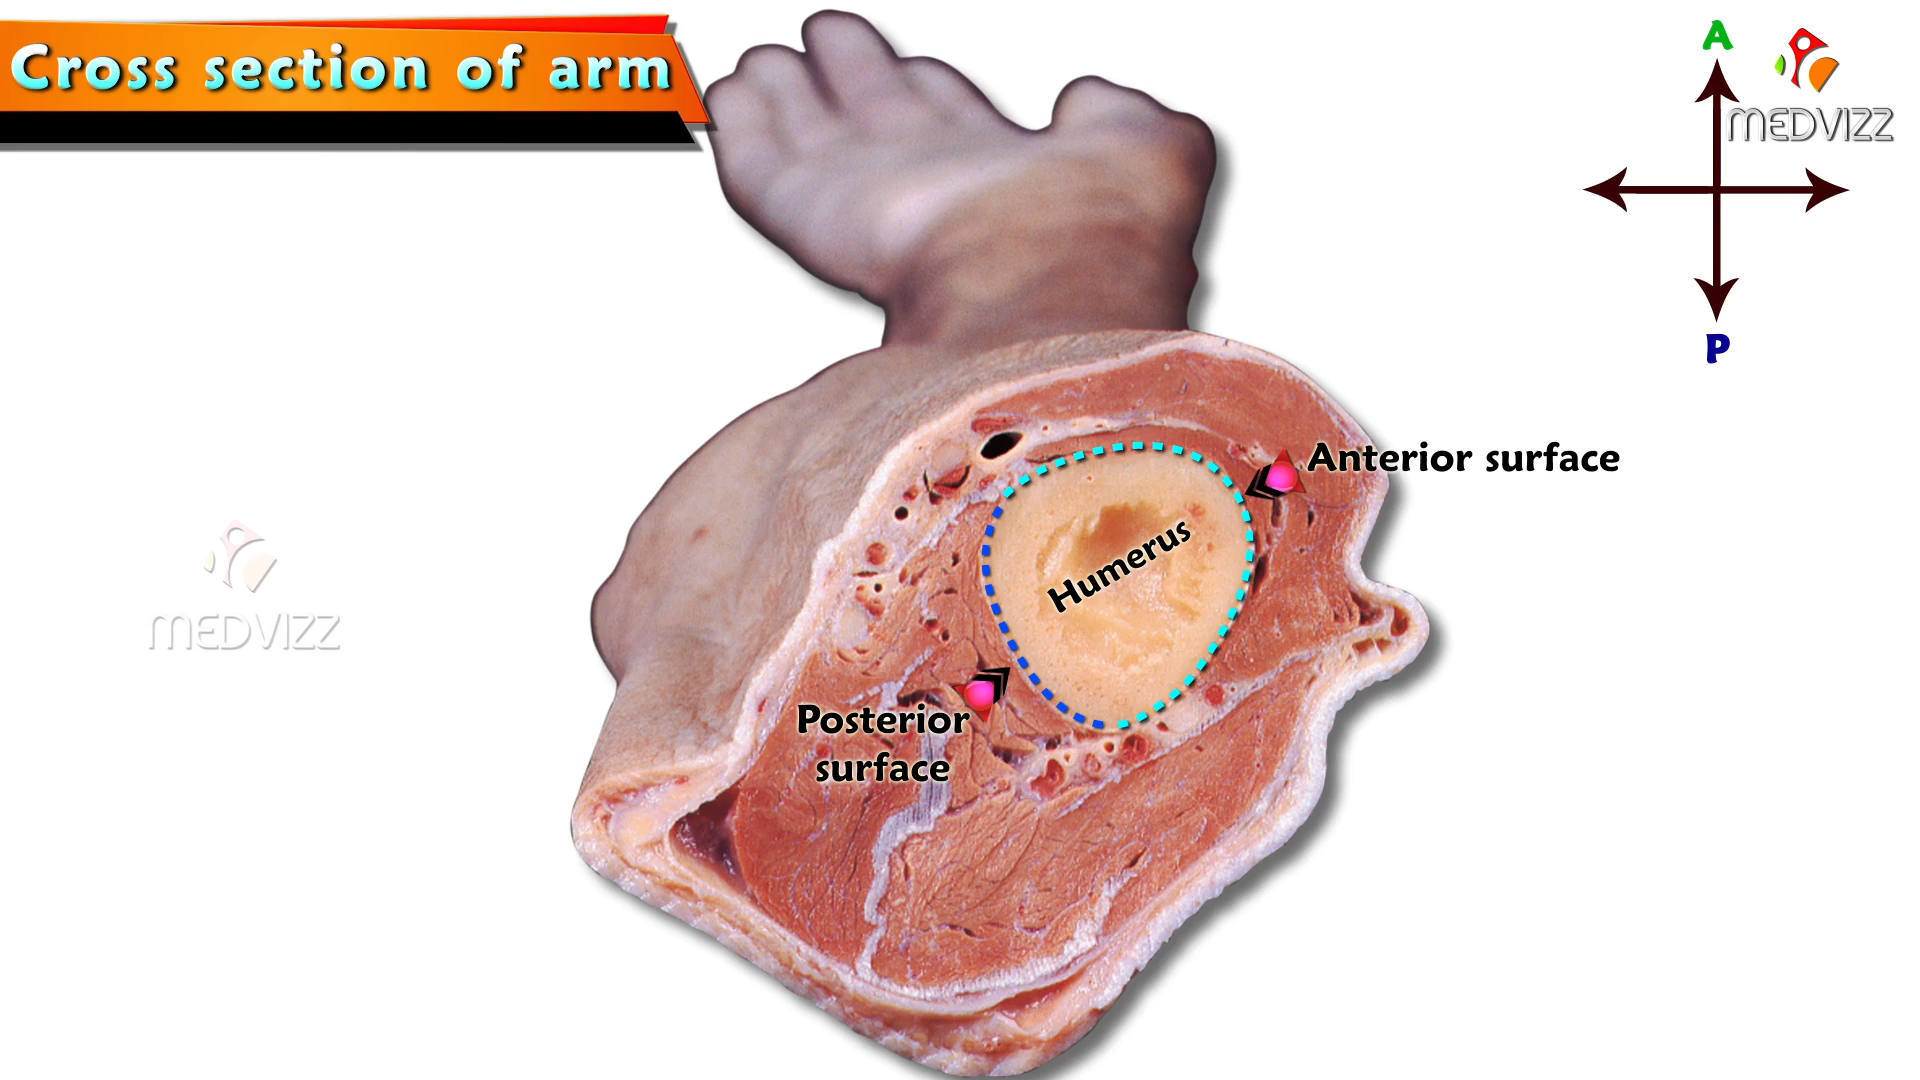 Cross section of arm
A
MEDVIZZ
P
Anterior surface
Humerus
MEDVIZZ
Posterior
surface